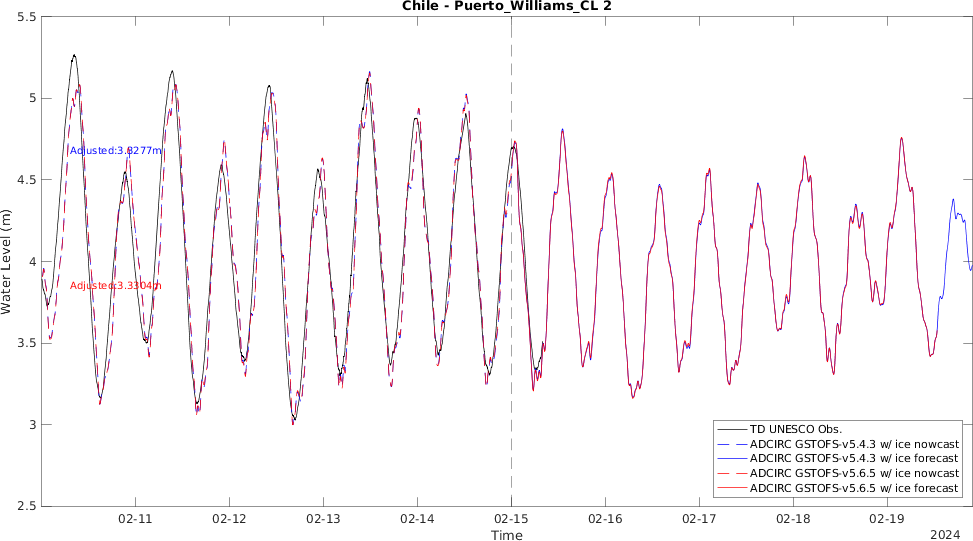 Chile - Puerto_Williams_CL 2
5.5
5
4.5
4
3.5
3
2.5
Water Level (m)
Adjusted:3.3277m
Adjusted:3.3304m
TD UNESCO Obs.
ADCIRC GSTOFS-v5.4.3 w/ ice nowcast
ADCIRC GSTOFS-v5.4.3 w/ ice forecast
ADCIRC GSTOFS-v5.6.5 w/ ice nowcast
ADCIRC GSTOFS-v5.6.5 w/ ice forecast
02-11 02-12 02-13 02-14 02-15 02-16 02-17 02-18 02-19
Time
2024